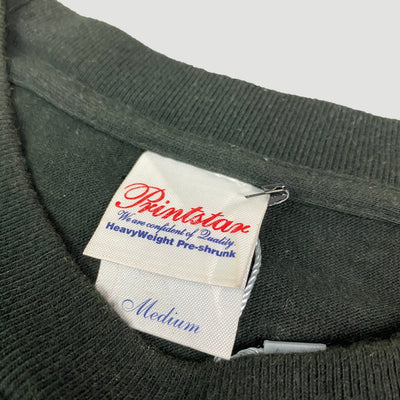 Printstar
We are confident of Quality
HeavyWeight Pre-shrunk
Medium